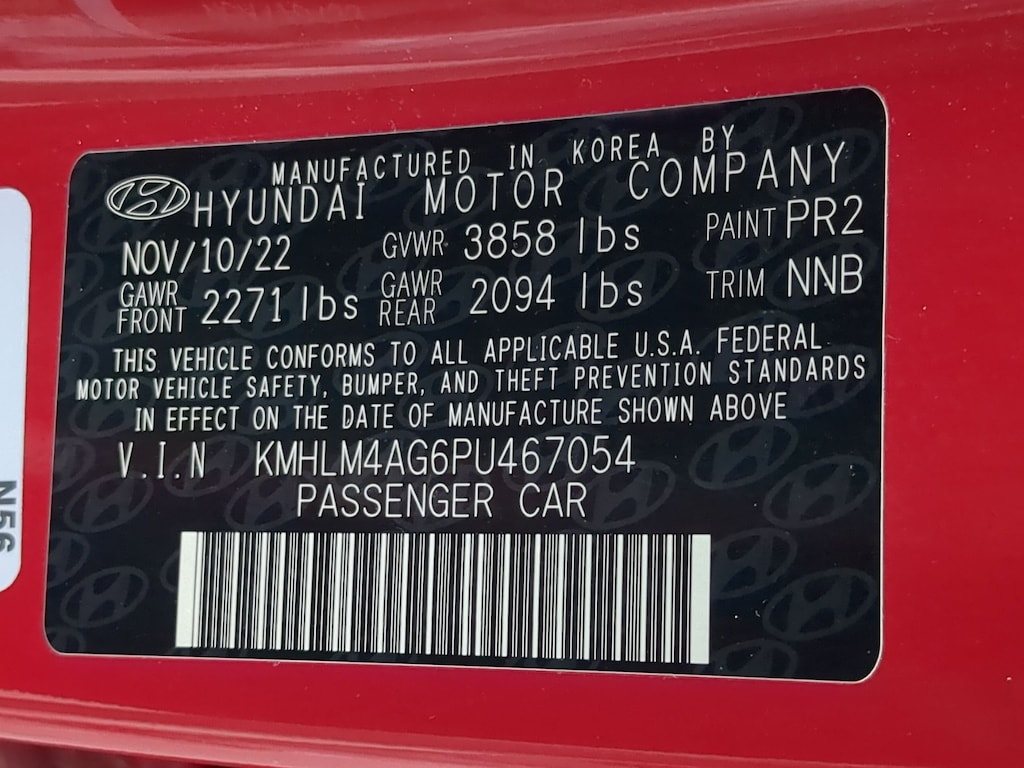 MANUFACTURED IN KOREA BY
HYUNDAI MOTOR COMPANY
NOV/10/22 GVWR 3858 lbs PAINT PR2
GAWR FRONT 2271 lbs GAWR REAR 2094 lbs TRIM NNB
THIS VEHICLE CONFORMS TO ALL APPLICABLE U.S.A. FEDERAL
MOTOR VEHICLE SAFETY, BUMPER, AND THEFT PREVENTION STANDARDS
IN EFFECT ON THE DATE OF MANUFACTURE SHOWN ABOVE
V.I.N KMHLM4AG6PU467054
PASSENGER CAR
N56